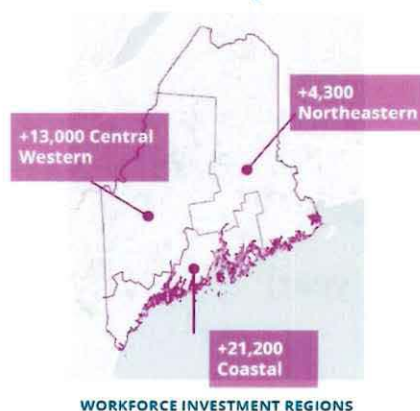 +4,300
Northeastern
+13,000 Central
Western
+21,200
Coastal
WORKFORCE INVESTMENT REGIONS